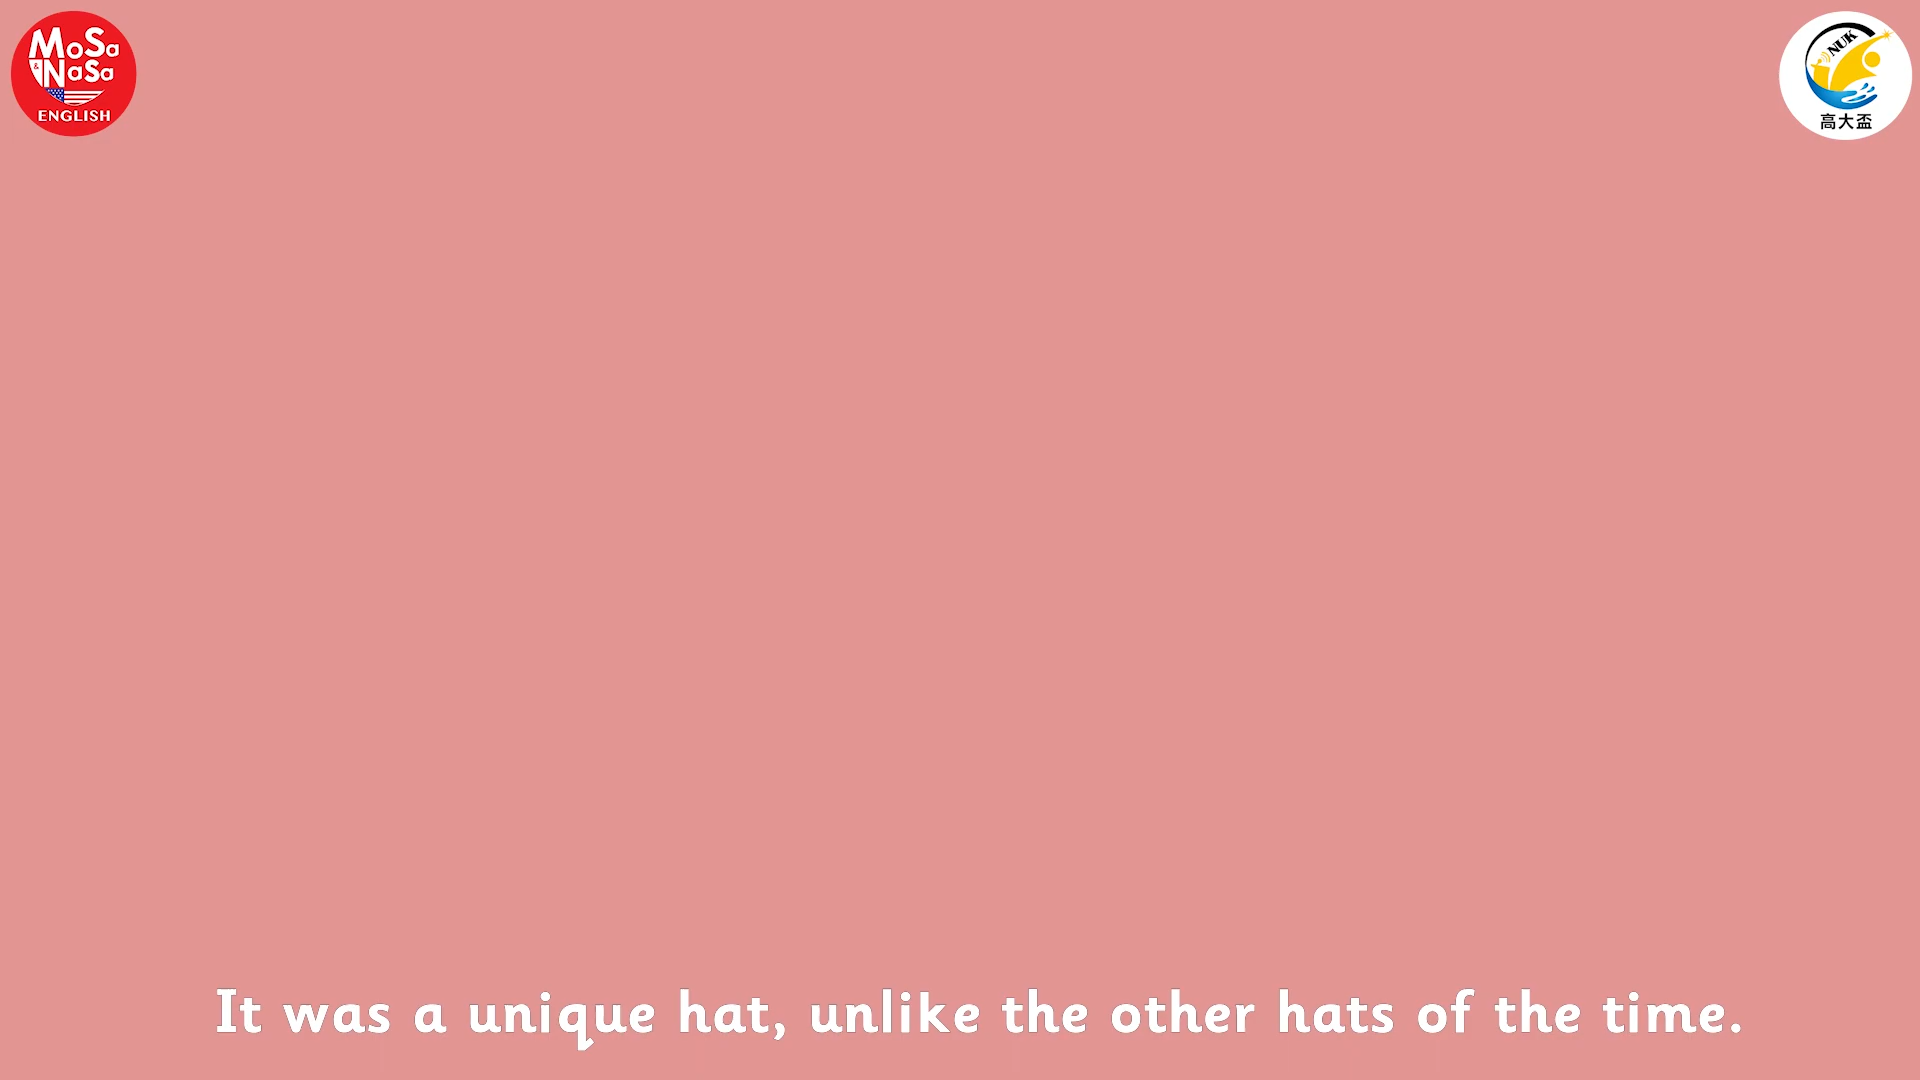 MoSa
& NaSa
ENGLISH
NUK
高大盃
It was a unique hat, unlike the other hats of the time.